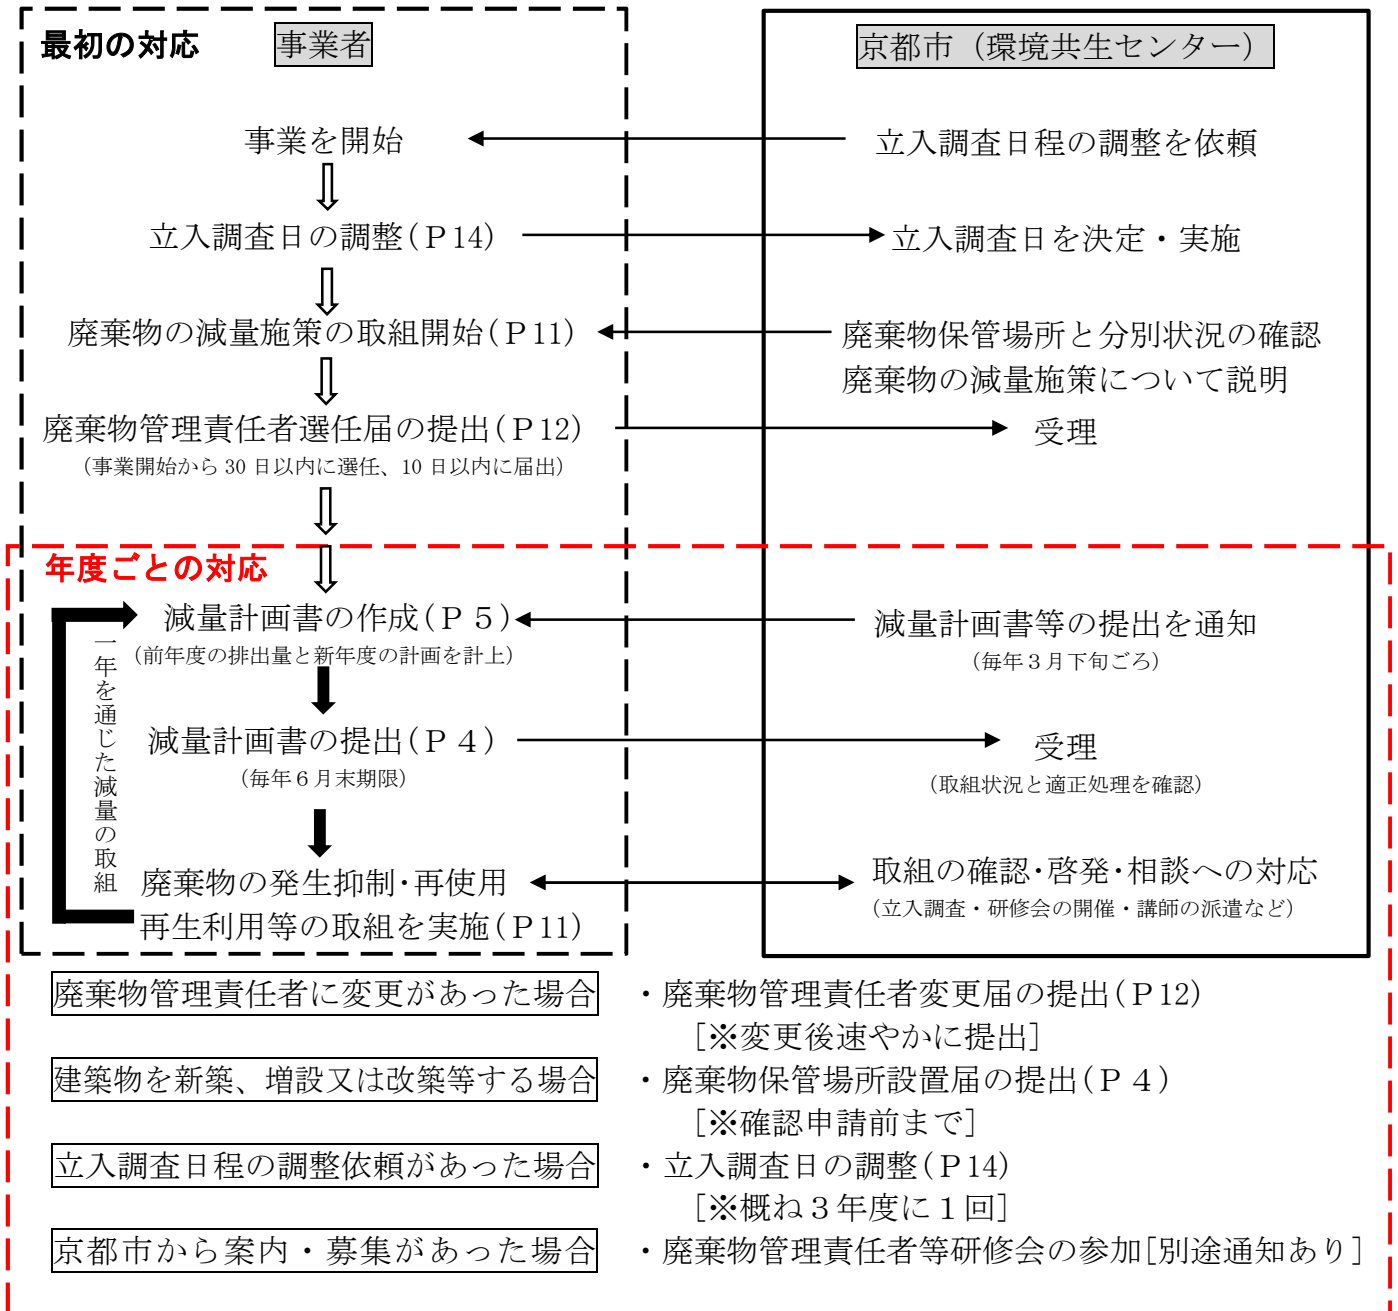 最初の対応　事業者
京都市（環境共生センター）
事業を開始
立入調査日程の調整を依頼
立入調査日の調整(Ｐ14)
立入調査日を決定・実施
廃棄物の減量施策の取組開始(Ｐ11)
廃棄物保管場所と分別状況の確認
廃棄物の減量施策について説明
廃棄物管理責任者選任届の提出(Ｐ12)
（事業開始から 30 日以内に選任、10 日以内に届出）
受理
年度ごとの対応
減量計画書の作成(Ｐ５)
（前年度の排出量と新年度の計画を計上）
減量計画書等の提出を通知
（毎年３月下旬ごろ）
一年を通じた減量の取組
減量計画書の提出(Ｐ４)
（毎年６月末期限）
受理
（取組状況と適正処理を確認）
廃棄物の発生抑制・再使用
再生利用等の取組を実施(Ｐ11)
取組の確認・啓発・相談への対応
（立入調査・研修会の開催・講師の派遣など）
廃棄物管理責任者に変更があった場合
・廃棄物管理責任者変更届の提出(Ｐ12)
[※変更後速やかに提出]
建築物を新築、増設又は改築等する場合
・廃棄物保管場所設置届の提出(Ｐ４)
[※確認申請前まで]
立入調査日程の調整依頼があった場合
・立入調査日の調整(Ｐ14)
[※概ね３年度に１回]
京都市から案内・募集があった場合
・廃棄物管理責任者等研修会の参加[別途通知あり]